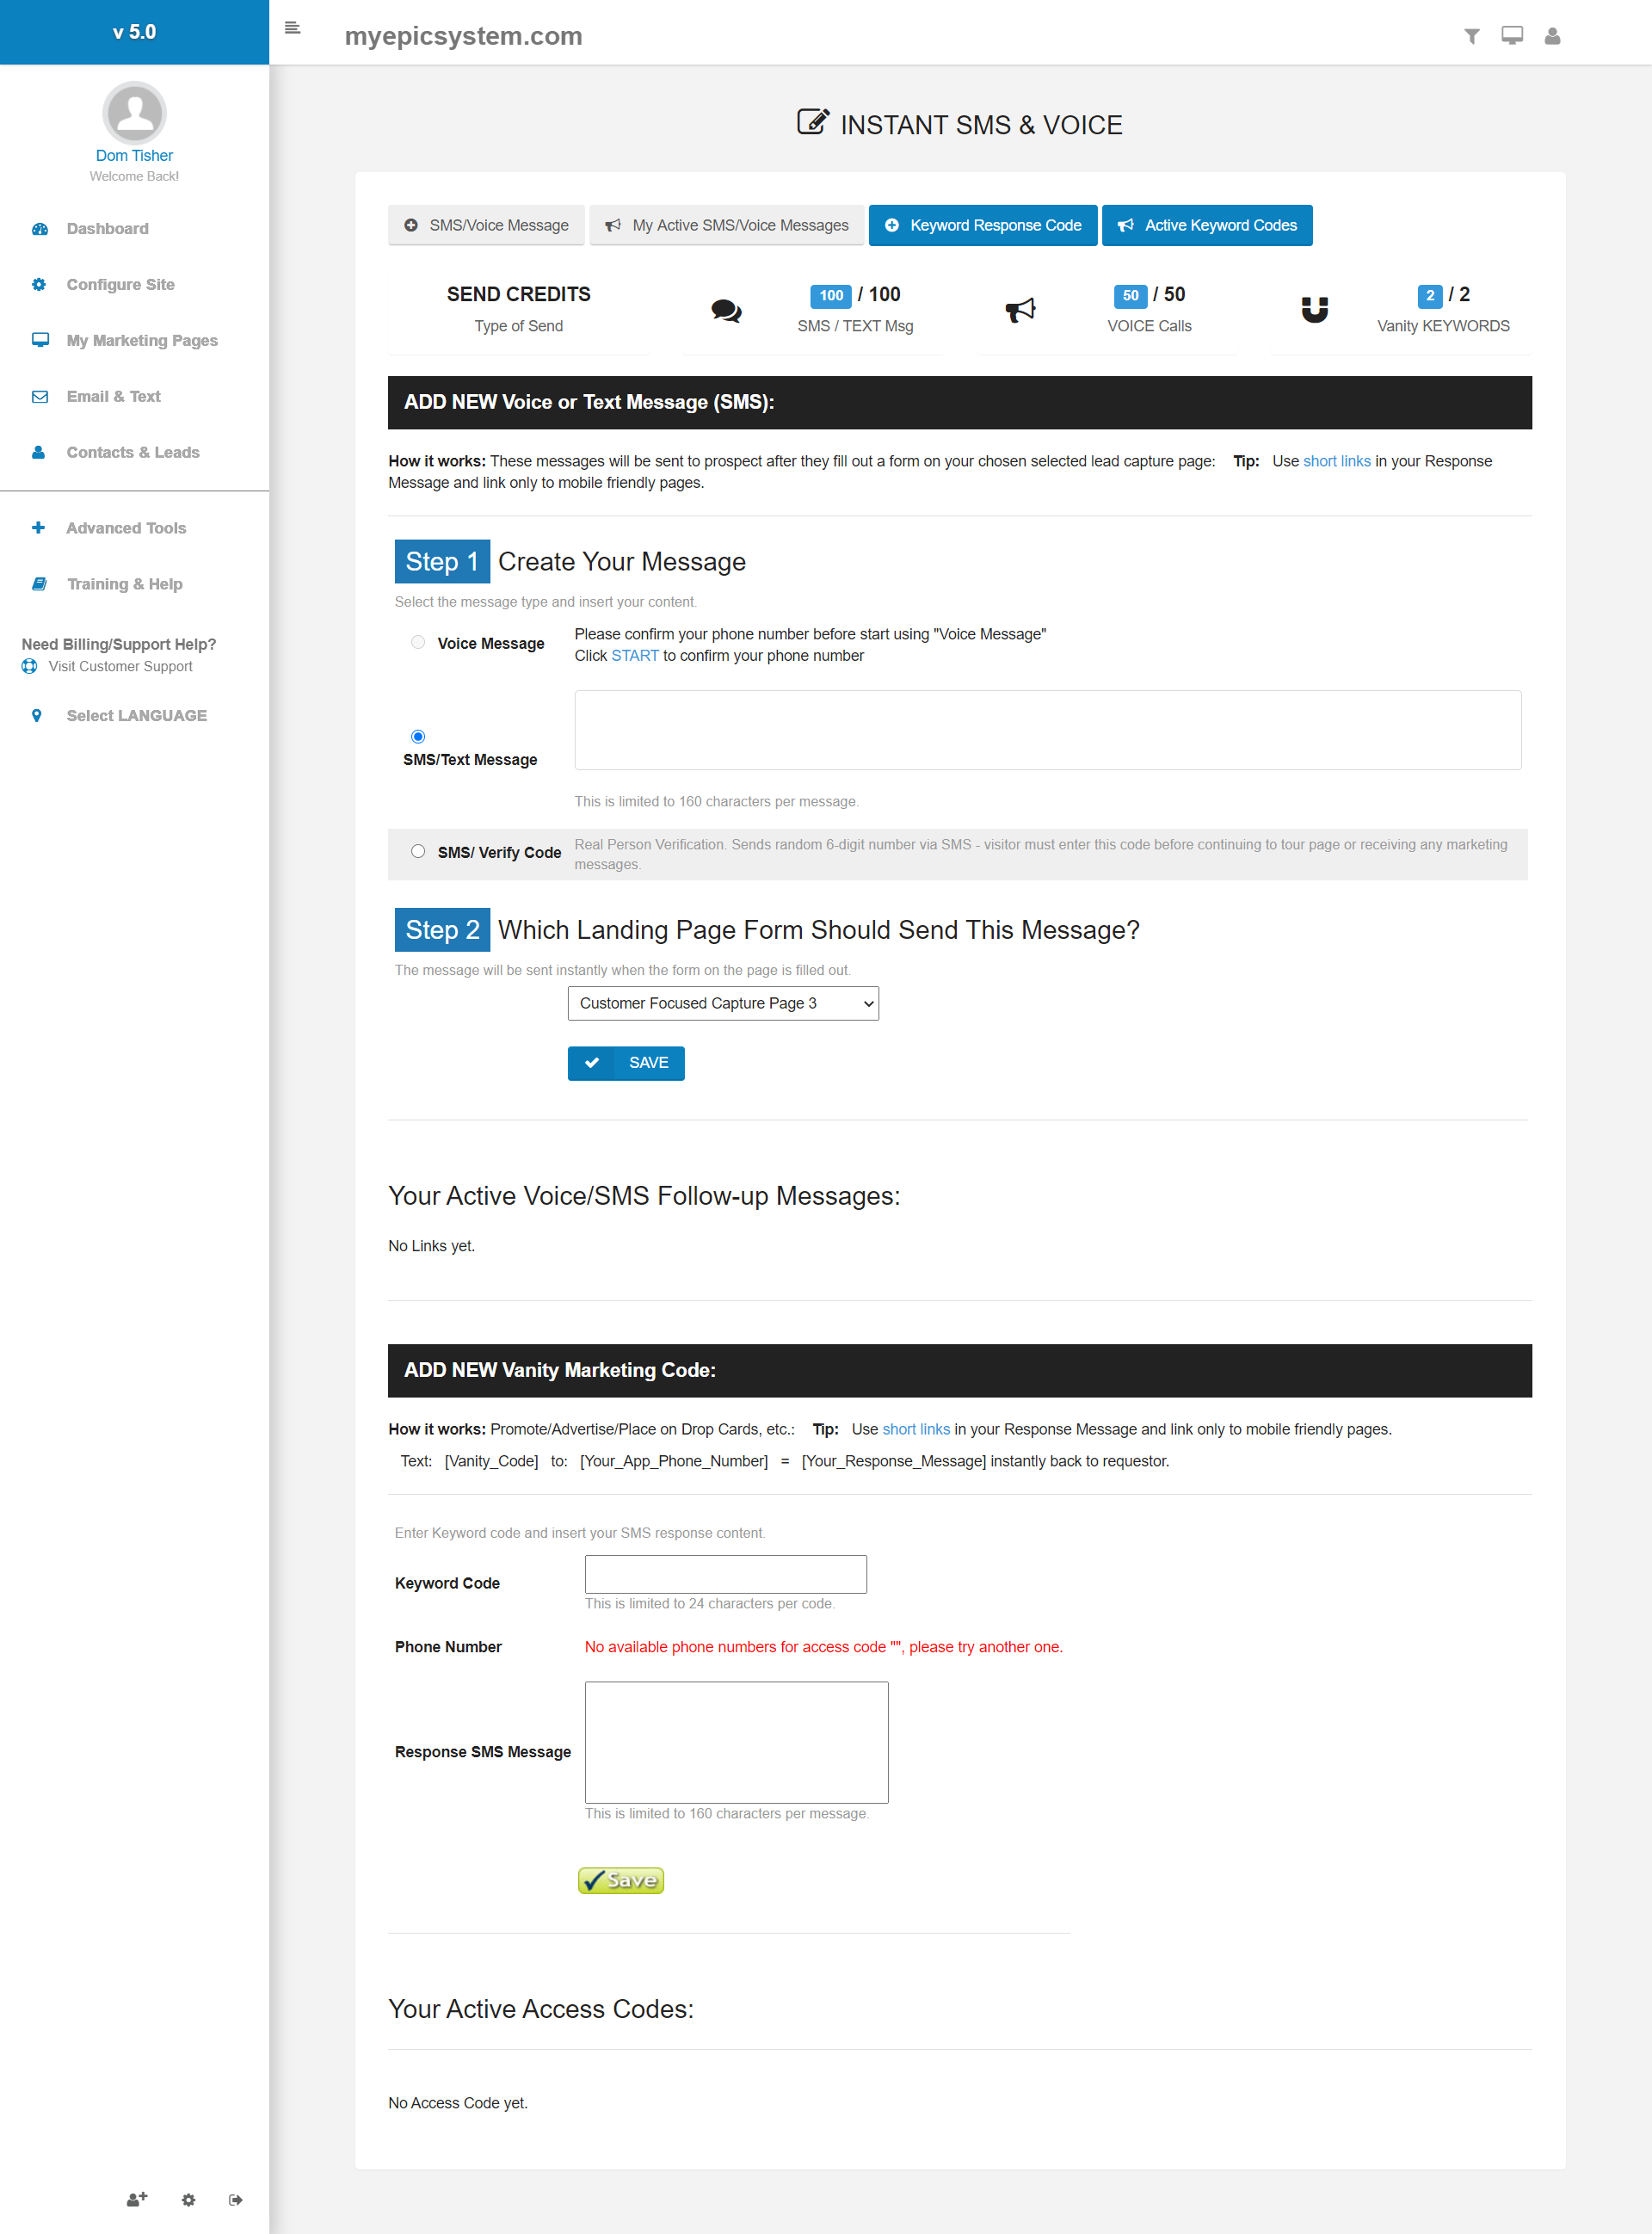 v 5.0
myepicsystem.com
Dom Tisher
Welcome Back!
Dashboard
Configure Site
My Marketing Pages
Email & Text
Contacts & Leads
Advanced Tools
Training & Help
Need Billing/Support Help?
Visit Customer Support
Select LANGUAGE
INSTANT SMS & VOICE
SMS/Voice Message
My Active SMS/Voice Messages
Keyword Response Code
Active Keyword Codes
SEND CREDITS
Type of Send
100 / 100
SMS / TEXT Msg
50 / 50
VOICE Calls
2 / 2
Vanity KEYWORDS
ADD NEW Voice or Text Message (SMS):
How it works: These messages will be sent to prospect after they fill out a form on your chosen selected lead capture page: Tip: Use short links in your Response
Message and link only to mobile friendly pages.
Step 1 Create Your Message
Select the message type and insert your content.
Voice Message
Please confirm your phone number before start using "Voice Message"
Click START to confirm your phone number
SMS/Text Message
This is limited to 160 characters per message.
SMS/ Verify Code
Real Person Verification. Sends random 6-digit number via SMS - visitor must enter this code before continuing to tour page or receiving any marketing
messages.
Step 2 Which Landing Page Form Should Send This Message?
The message will be sent instantly when the form on the page is filled out.
Customer Focused Capture Page 3
SAVE
Your Active Voice/SMS Follow-up Messages:
No Links yet.
ADD NEW Vanity Marketing Code:
How it works: Promote/Advertise/Place on Drop Cards, etc.: Tip: Use short links in your Response Message and link only to mobile friendly pages.
Text: [Vanity_Code] to: [Your_App_Phone_Number] = [Your_Response_Message] instantly back to requestor.
Enter Keyword code and insert your SMS response content.
Keyword Code
This is limited to 24 characters per code.
Phone Number
No available phone numbers for access code "", please try another one.
Response SMS Message
This is limited to 160 characters per message.
Save
Your Active Access Codes:
No Access Code yet.